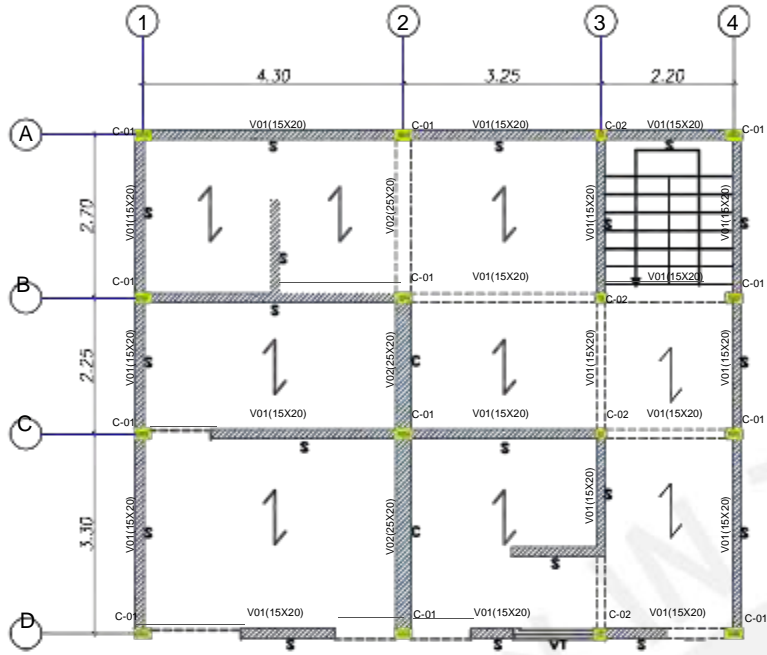 1 2 3 4
4.30 3.25 2.20
A C-01 V01(15X20) C-01 V01(15X20) C-02 V01(15X20) C-01
S S S
2.70 V01(15X20) S V02(25X20) V01(15X20) S V01(15X20) S
S
B C-01 C-01 V01(15X20) V01(15X20) C-01
C-02
S
2.25 V01(15X20) S V02(25X20) C V01(15X20) V01(15X20) S
C C-01 V01(15X20) C-01 V01(15X20) C-02 V01(15X20) C-01
S S
3.30 V01(15X20) S V02(25X20) C V01(15X20) S V01(15X20) S
S
D C-01 V01(15X20) C-01 V01(15X20) C-02 V01(15X20) C-01
S S VT S